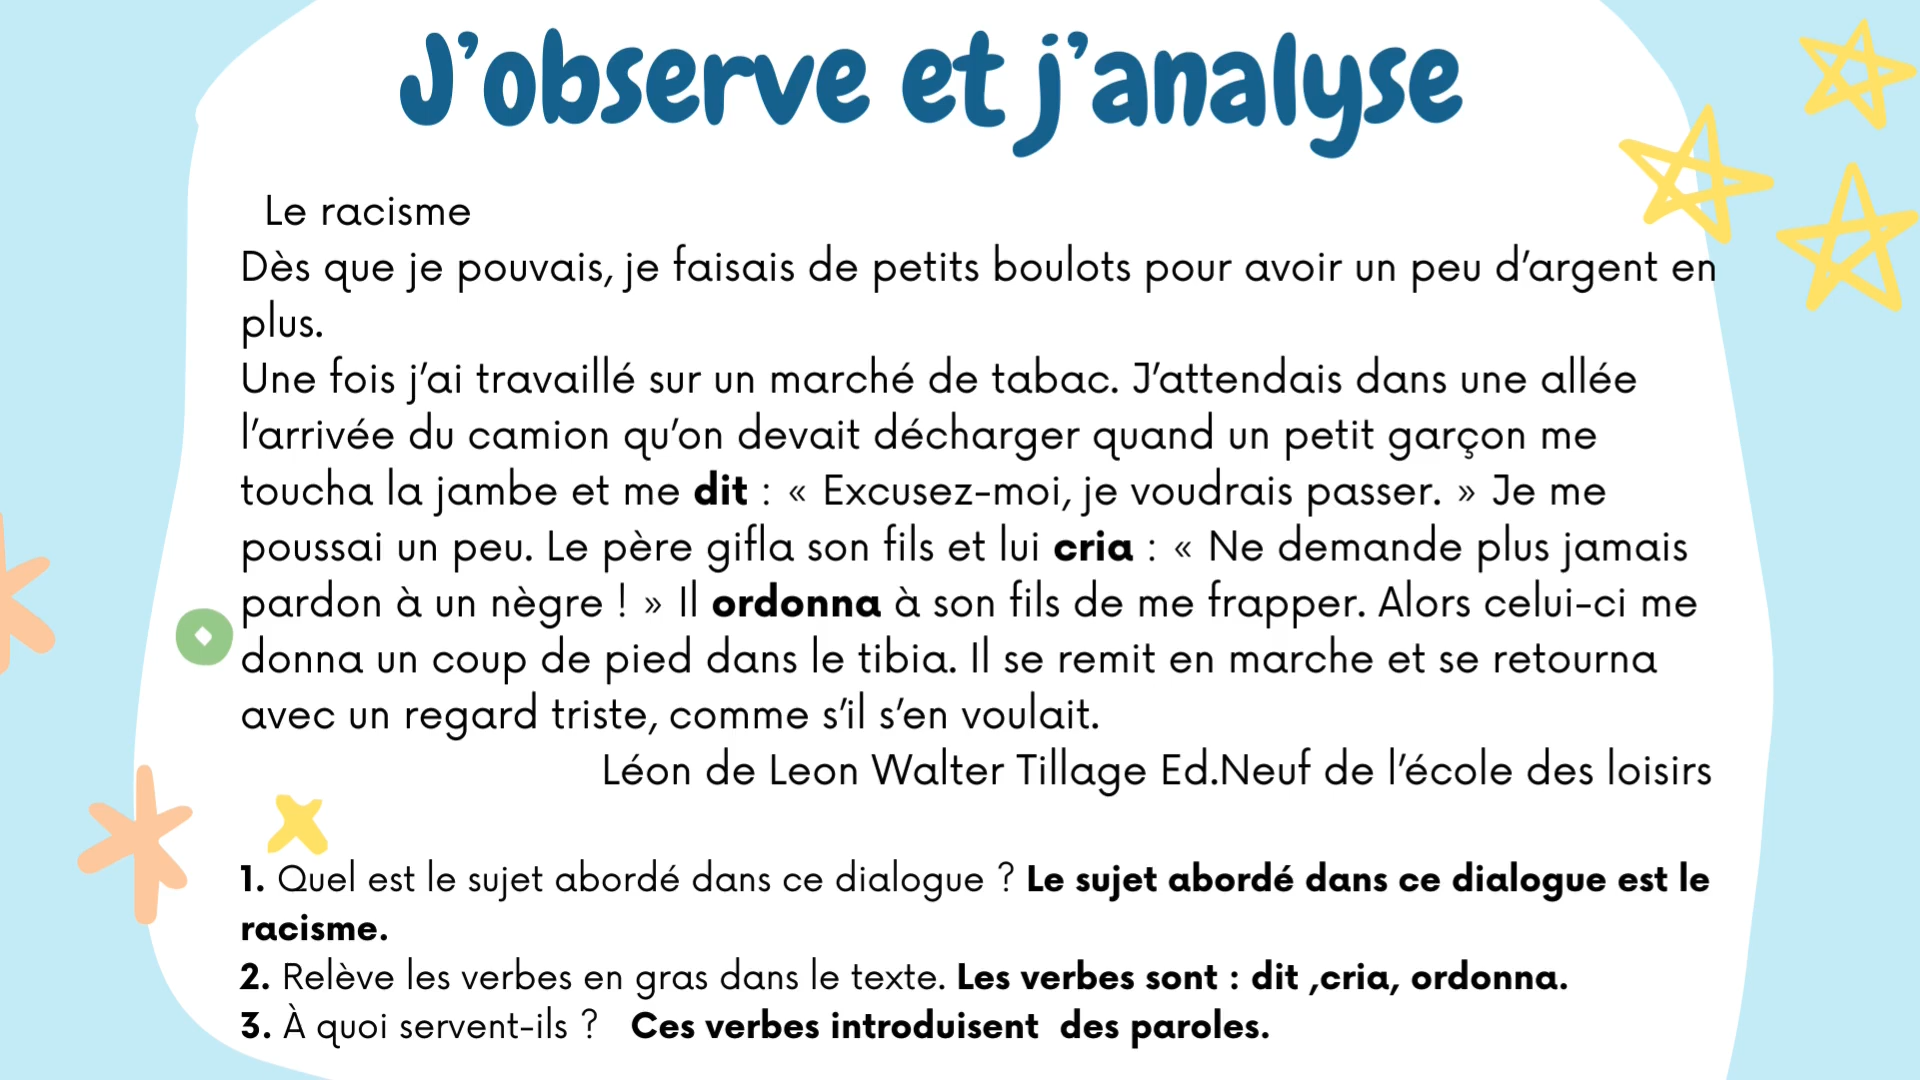 J'observe et j'analyse
Le racisme
Dès que je pouvais, je faisais de petits boulots pour avoir un peu d'argent en
plus.
Une fois j'ai travaillé sur un marché de tabac. J'attendais dans une allée
l'arrivée du camion qu'on devait décharger quand un petit garçon me
toucha la jambe et me dit : « Excusez-moi, je voudrais passer. » Je me
poussai un peu. Le père gifla son fils et lui cria : « Ne demande plus jamais
pardon à un nègre ! » Il ordonna à son fils de me frapper. Alors celui-ci me
donna un coup de pied dans le tibia. Il se remit en marche et se retourna
avec un regard triste, comme s'il s'en voulait.
Léon de Leon Walter Tillage Ed.Neuf de l'école des loisirs
1. Quel est le sujet abordé dans ce dialogue ? Le sujet abordé dans ce dialogue est le
racisme.
2. Relève les verbes en gras dans le texte. Les verbes sont : dit ,cria, ordonna.
3. À quoi servent-ils ? Ces verbes introduisent des paroles.